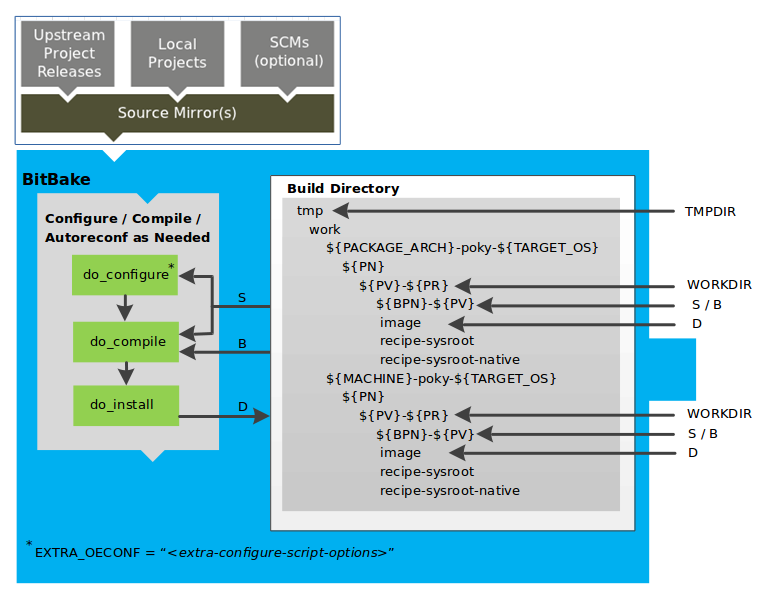 Upstream
Project
Releases
Local
Projects
SCMs
(optional)
Source Mirror(s)
BitBake
Configure / Compile /
Autoreconf as Needed
do_configure*
do_compile
do_install
S
B
D
Build Directory
tmp
work
${PACKAGE_ARCH}-poky-${TARGET_OS}
${PN}
${PV}-${PR}
${BPN}-${PV}
image
recipe-sysroot
recipe-sysroot-native
${MACHINE}-poky-${TARGET_OS}
${PN}
${PV}-${PR}
${BPN}-${PV}
image
recipe-sysroot
recipe-sysroot-native
TMPDIR
WORKDIR
S / B
D
WORKDIR
S / B
D
* EXTRA_OECONF = “<extra-configure-script-options>”